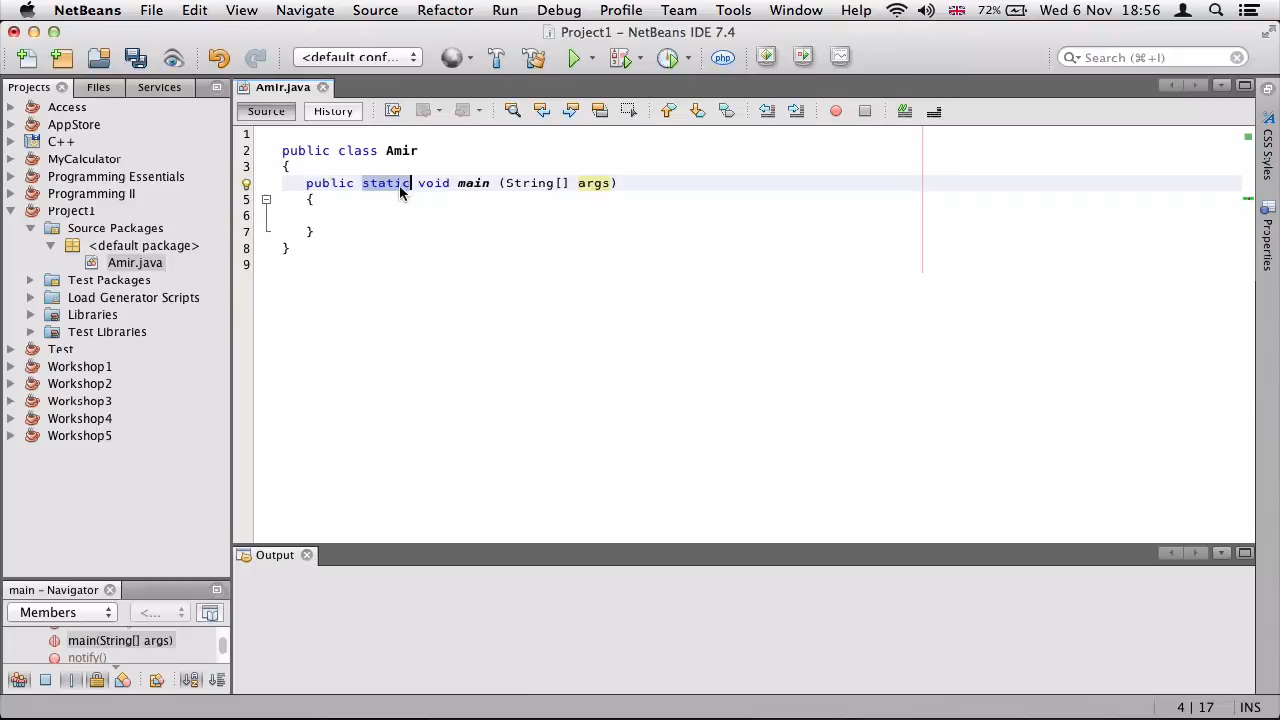 NetBeans File Edit View Navigate Source Refactor Run Debug Profile Team Tools Window Help 72% Wed 6 Nov 18:56
Project1 – NetBeans IDE 7.4
<default conf... php Search (⌘+I)
Projects Files Services
Access
AppStore
C++
MyCalculator
Programming Essentials
Programming II
Project1
Source Packages
<default package>
Amir.java
Test Packages
Load Generator Scripts
Libraries
Test Libraries
Test
Workshop1
Workshop2
Workshop3
Workshop4
Workshop5
main – Navigator
Members <...
main(String[] args)
notify()
Amir.java
Source History
1
2 public class Amir
3 {
public static void main (String[] args)
5 {
6
7 }
8 }
9
Output
CSS Styles
Properties
4 | 17 INS